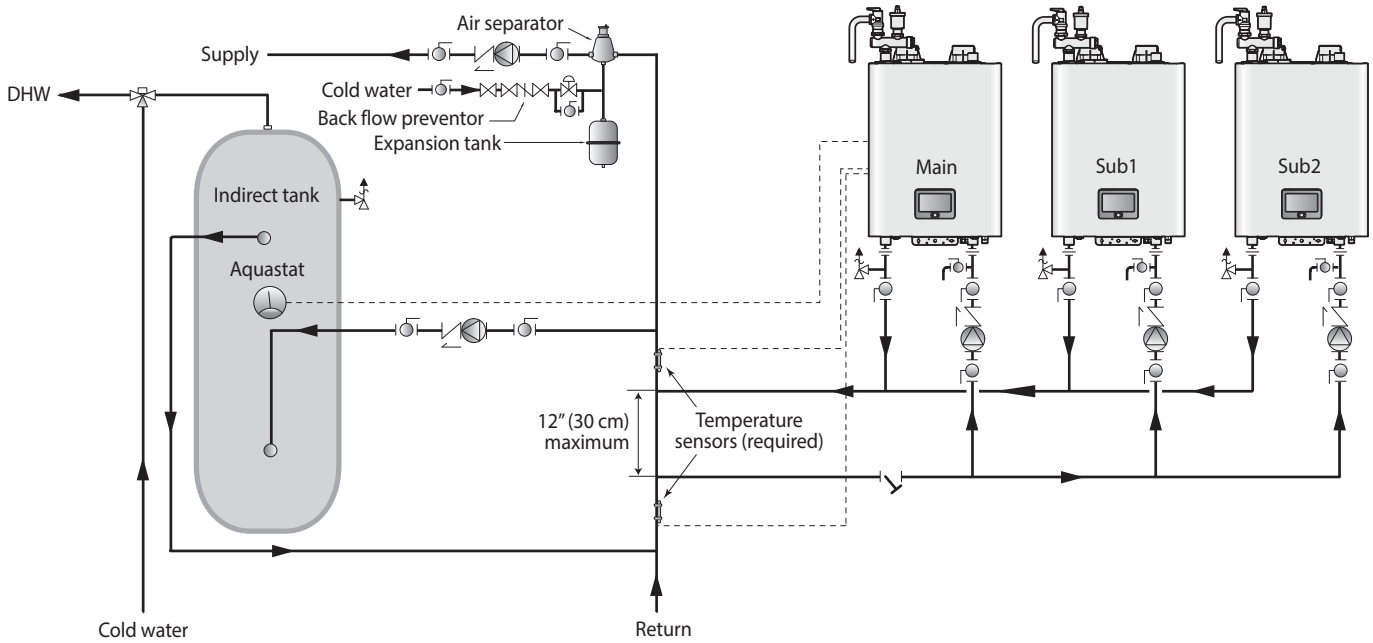 Air separator
Supply
DHW
Cold water
Back flow preventor
Expansion tank
Main
Sub1
Sub2
Indirect tank
Aquastat
12” (30 cm)
maximum
Temperature
sensors (required)
Cold water
Return